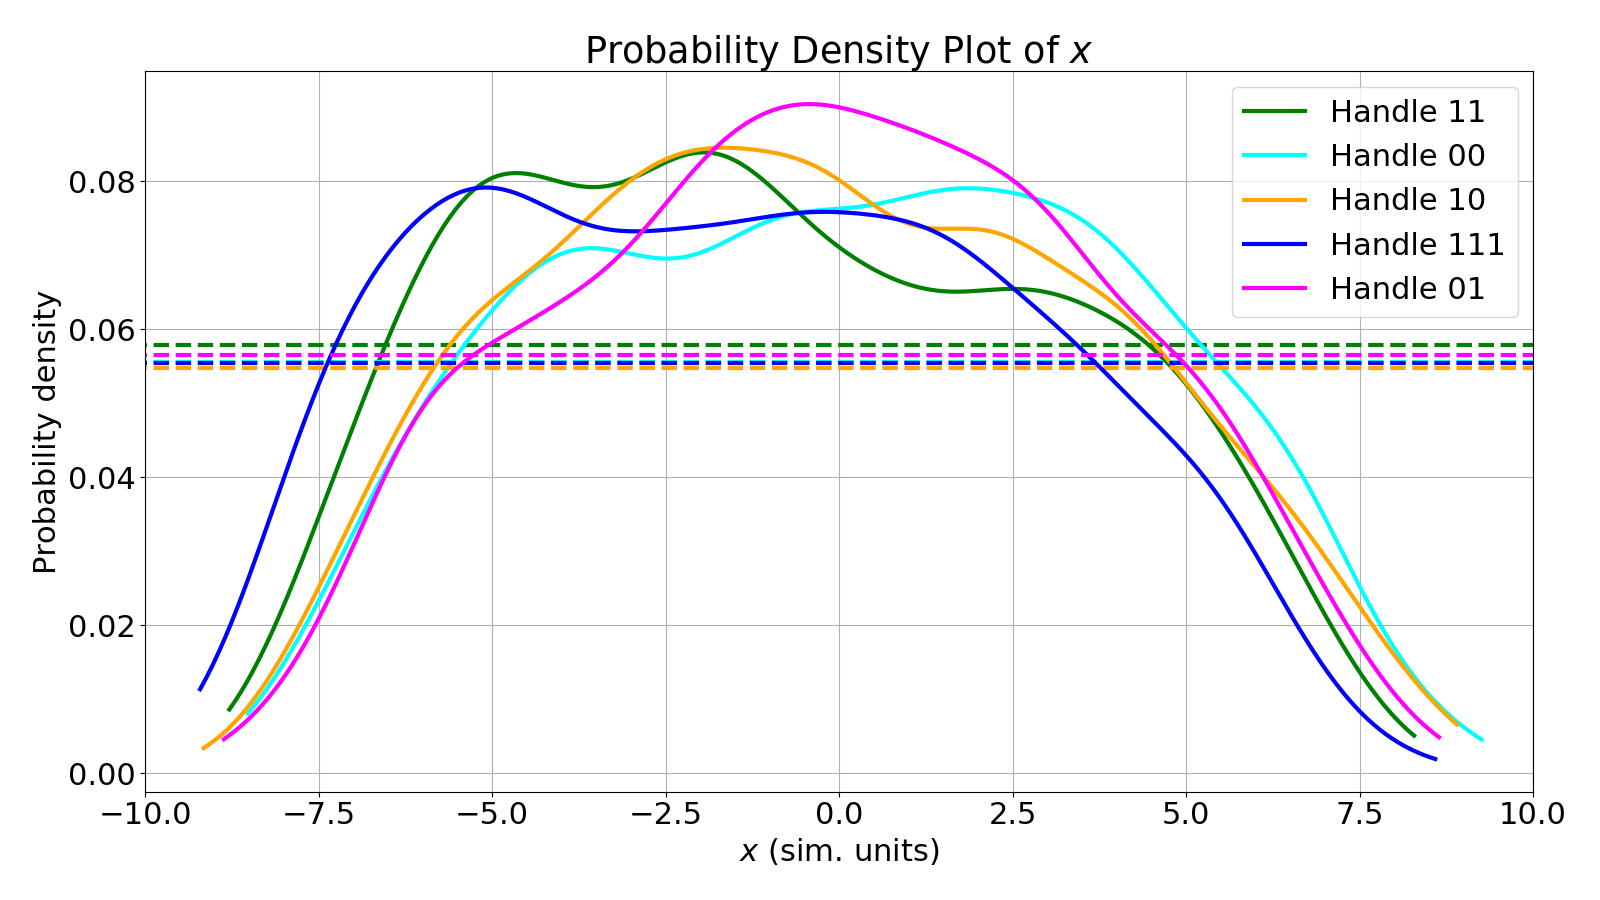 Probability Density Plot of x
Handle 11
Handle 00
Handle 10
Handle 111
Handle 01
Probability density
0.08
0.06
0.04
0.02
0.00
−10.0 −7.5 −5.0 −2.5 0.0 2.5 5.0 7.5 10.0
x (sim. units)